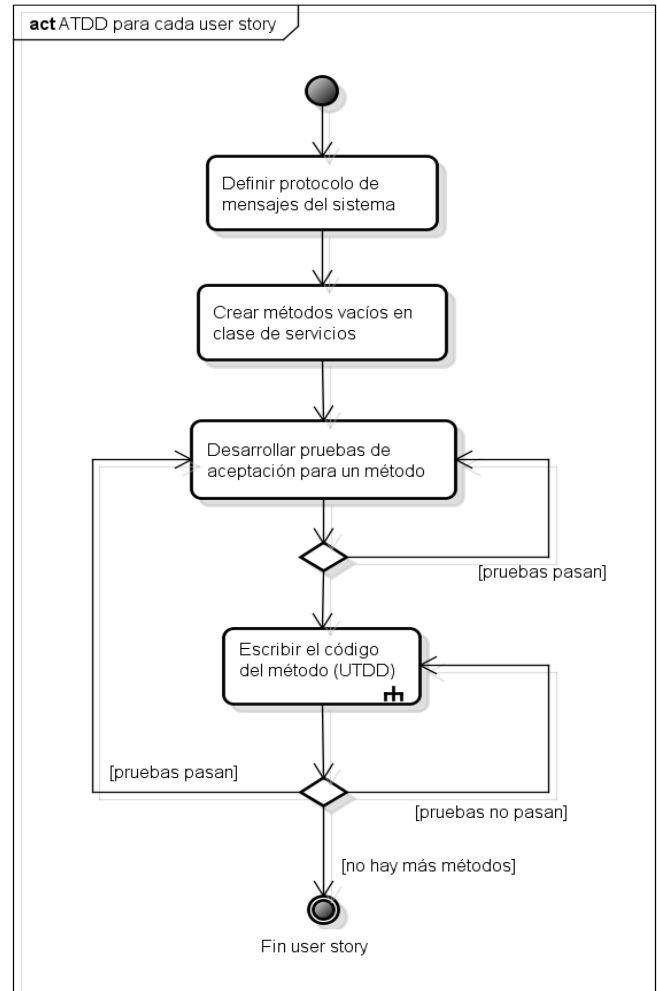 act ATDD para cada user story
Definir protocolo de
mensajes del sistema
Crear métodos vacíos en
clase de servicios
Desarrollar pruebas de
aceptación para un método
[pruebas pasan]
Escribir el código
del método (UTDD)
[pruebas pasan]
[pruebas no pasan]
[no hay más métodos]
Fin user story